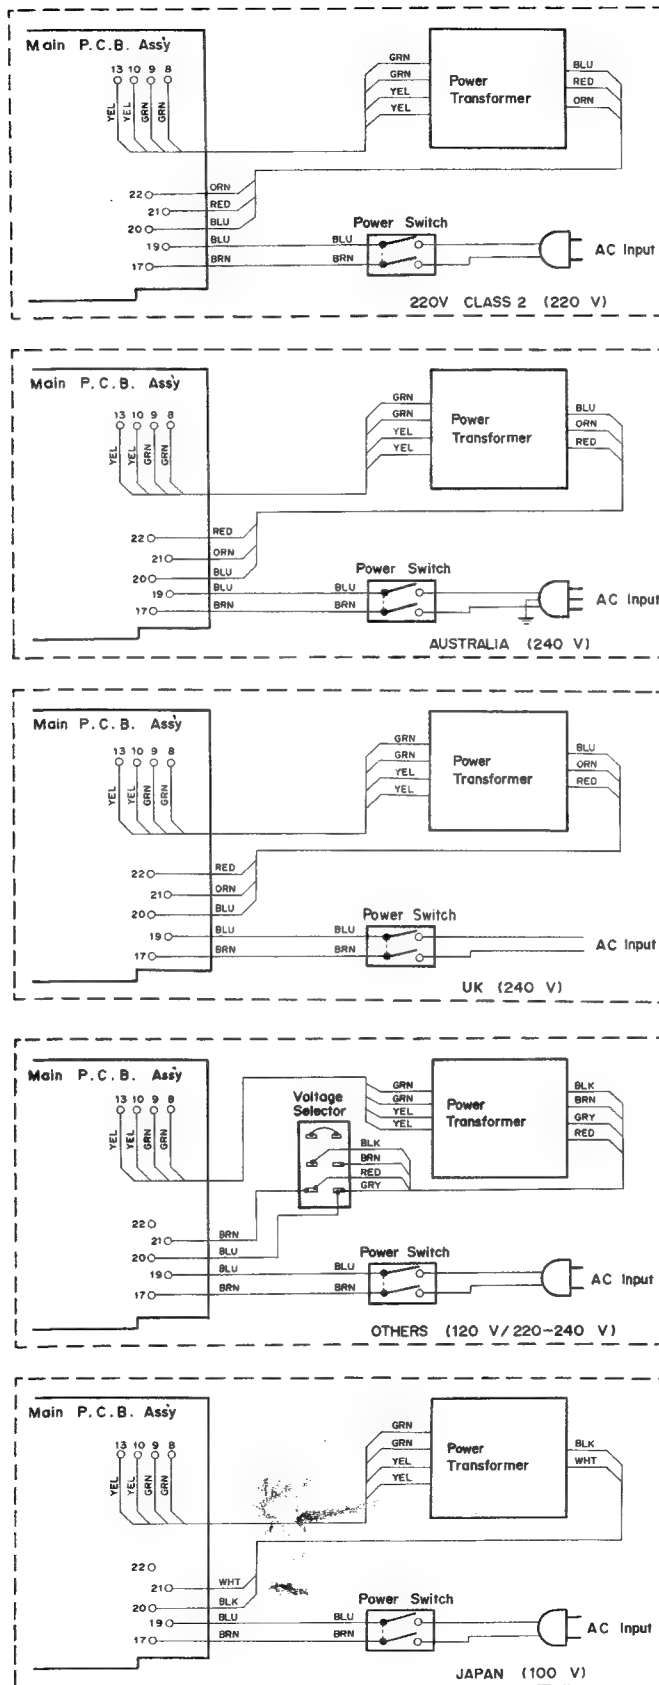 Main P.C.B. Ass'y
13 10 9 8
YEL YEL GRN GRN
GRN
GRN
YEL
YEL
Power
Transformer
BLU
RED
ORN
22 ORN
21 RED
20 BLU
19 BLU BLU
17 BRN BRN
Power Switch
AC Input
220V CLASS 2 (220 V)
Main P.C.B. Ass'y
13 10 9 8
YEL YEL GRN GRN
GRN
GRN
YEL
YEL
Power
Transformer
BLU
ORN
RED
22 RED
21 ORN
20 BLU
19 BLU BLU
17 BRN BRN
Power Switch
AC Input
AUSTRALIA (240 V)
Main P.C.B. Ass'y
13 10 9 8
YEL YEL GRN GRN
GRN
GRN
YEL
YEL
Power
Transformer
BLU
ORN
RED
22 RED
21 ORN
20 BLU
19 BLU BLU
17 BRN BRN
Power Switch
AC Input
UK (240 V)
Main P.C.B. Ass'y
13 10 9 8
YEL YEL GRN GRN
Voltage
Selector
BLK
BRN
RED
GRY
GRN
GRN
YEL
YEL
Power
Transformer
BLK
BRN
GRY
RED
22
21 BRN
20 BLU
19 BLU BLU
17 BRN BRN
Power Switch
AC Input
OTHERS (120 V/220-240 V)
Main P.C.B. Ass'y
13 10 9 8
YEL YEL GRN GRN
GRN
GRN
YEL
YEL
Power
Transformer
BLK
WHT
22
21 WHT
20 BLK
19 BLU BLU
17 BRN BRN
Power Switch
AC Input
JAPAN (100 V)